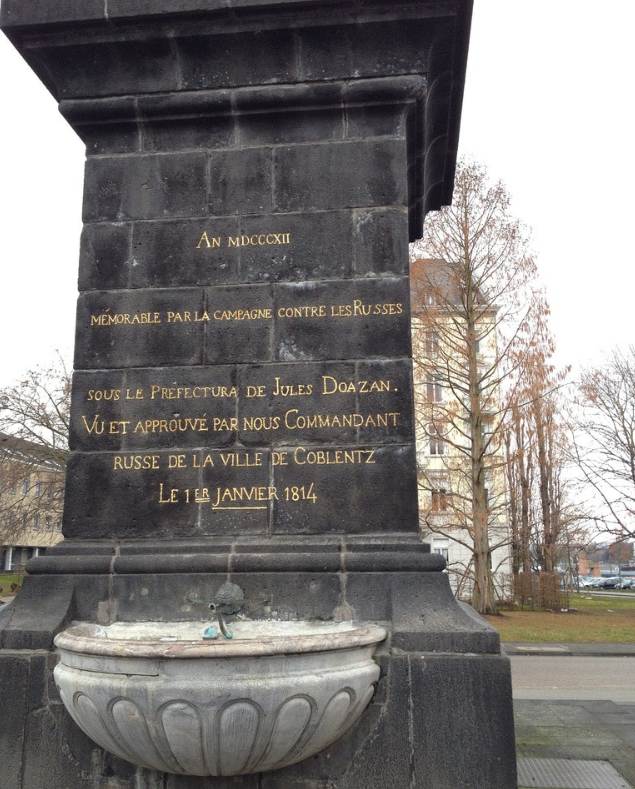 AN MDCCCXII
MÉMORABLE PAR LA CAMPAGNE CONTRE LES RUSSES
SOUS LE PRÉFECTURA DE JULES DOAZAN.
VU ET APPROUVÉ PAR NOUS COMMANDANT
RUSSE DE LA VILLE DE COBLENTZ
LE 1ER JANVIER 1814